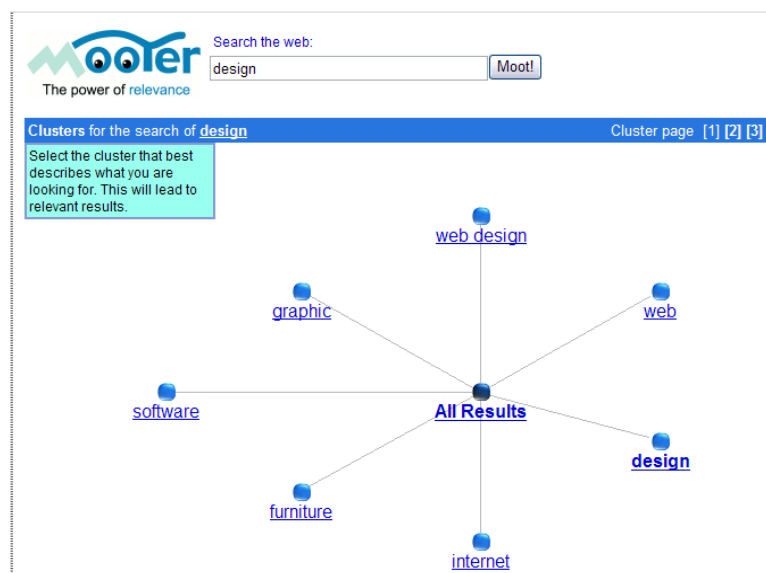 mooter
The power of relevance
Search the web:
design
Moot!
Clusters for the search of design
Cluster page [1] [2] [3]
Select the cluster that best
describes what you are
looking for. This will lead to
relevant results.
web design
graphic
web
software
All Results
design
furniture
internet